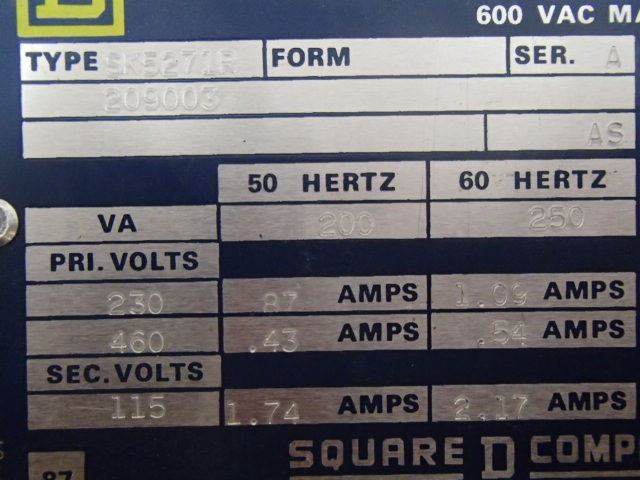 600 VAC MA
TYPE SK5271R FORM SER. A
209003
AS
50 HERTZ 60 HERTZ
VA 200 250
PRI. VOLTS
230 .87 AMPS 1.09 AMPS
460 .43 AMPS .54 AMPS
SEC. VOLTS
115 1.74 AMPS 2.17 AMPS
SQUARE D COMP
87